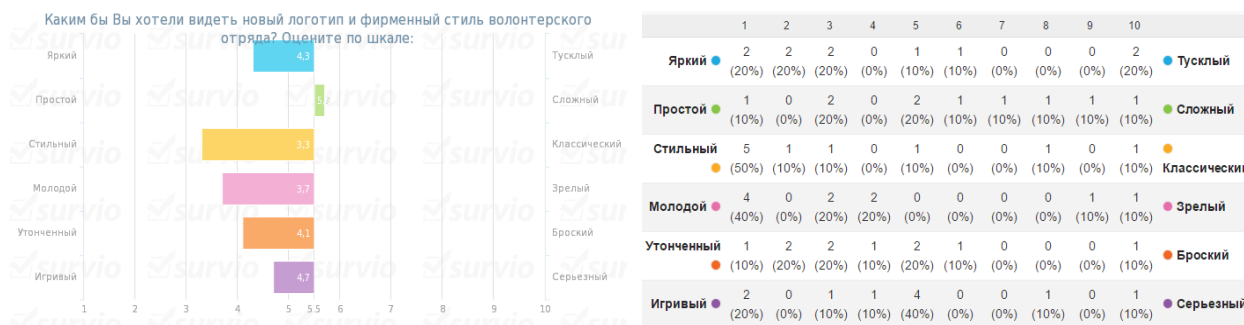 Каким бы Вы хотели видеть новый логотип и фирменный стиль волонтерского
отряда? Оцените по шкале:
Яркий 4,3 Тусклый
Простой 5,7 Сложный
Стильный 3,3 Классический
Молодой 3,7 Зрелый
Утонченный 4,1 Броский
Игривый 4,7 Серьезный
1 2 3 4 5 5.5 6 7 8 9 10
1 2 3 4 5 6 7 8 9 10
Яркий 2 2 2 0 1 1 0 0 0 2 Тусклый
(20%) (20%) (20%) (0%) (10%) (10%) (0%) (0%) (0%) (20%)
Простой 1 0 2 0 2 1 1 1 1 1 Сложный
(10%) (0%) (20%) (0%) (20%) (10%) (10%) (10%) (10%) (10%)
Стильный 5 1 1 0 1 0 0 1 0 1
(50%) (10%) (10%) (0%) (10%) (0%) (0%) (10%) (0%) (10%) Классический
Молодой 4 0 2 2 0 0 0 0 1 1 Зрелый
(40%) (0%) (20%) (20%) (0%) (0%) (0%) (0%) (10%) (10%)
Утонченный 1 2 2 1 2 1 0 0 0 1 Броский
(10%) (20%) (20%) (10%) (20%) (10%) (0%) (0%) (0%) (10%)
Игривый 2 0 1 1 4 0 0 1 0 1 Серьезный
(20%) (0%) (10%) (10%) (40%) (0%) (0%) (10%) (0%) (10%)
survio